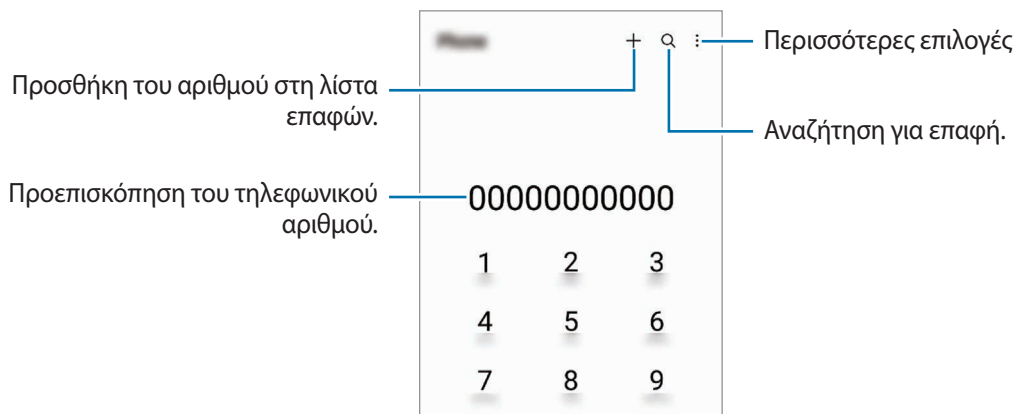 Περισσότερες επιλογές
Προσθήκη του αριθμού στη λίστα
επαφών.
Αναζήτηση για επαφή.
Προεπισκόπηση του τηλεφωνικού
αριθμού.
00000000000
1 2 3
4 5 6
7 8 9